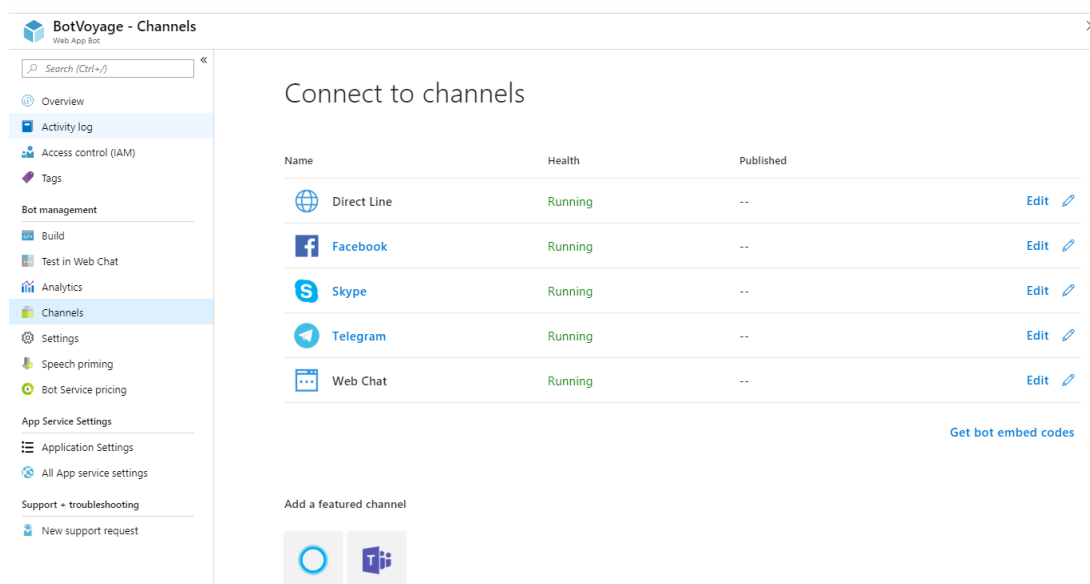 BotVoyage - Channels
Web App Bot
Search (Ctrl+/)
«
Overview
Activity log
Access control (IAM)
Tags
Bot management
Build
Test in Web Chat
Analytics
Channels
Settings
Speech priming
Bot Service pricing
App Service Settings
Application Settings
All App service settings
Support + troubleshooting
New support request
Connect to channels
Name Health Published
Direct Line Running -- Edit
Facebook Running -- Edit
Skype Running -- Edit
Telegram Running -- Edit
Web Chat Running -- Edit
Get bot embed codes
Add a featured channel